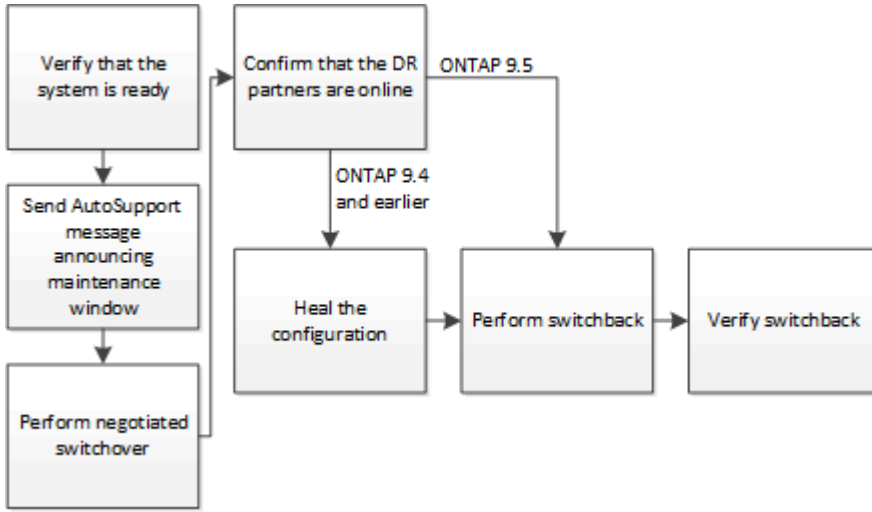 Verify that the
system is ready
Send AutoSupport
message
announcing
maintenance
window
Perform negotiated
switchover
Confirm that the DR
partners are online
ONTAP 9.5
ONTAP 9.4
and earlier
Heal the
configuration
Perform switchback
Verify switchback